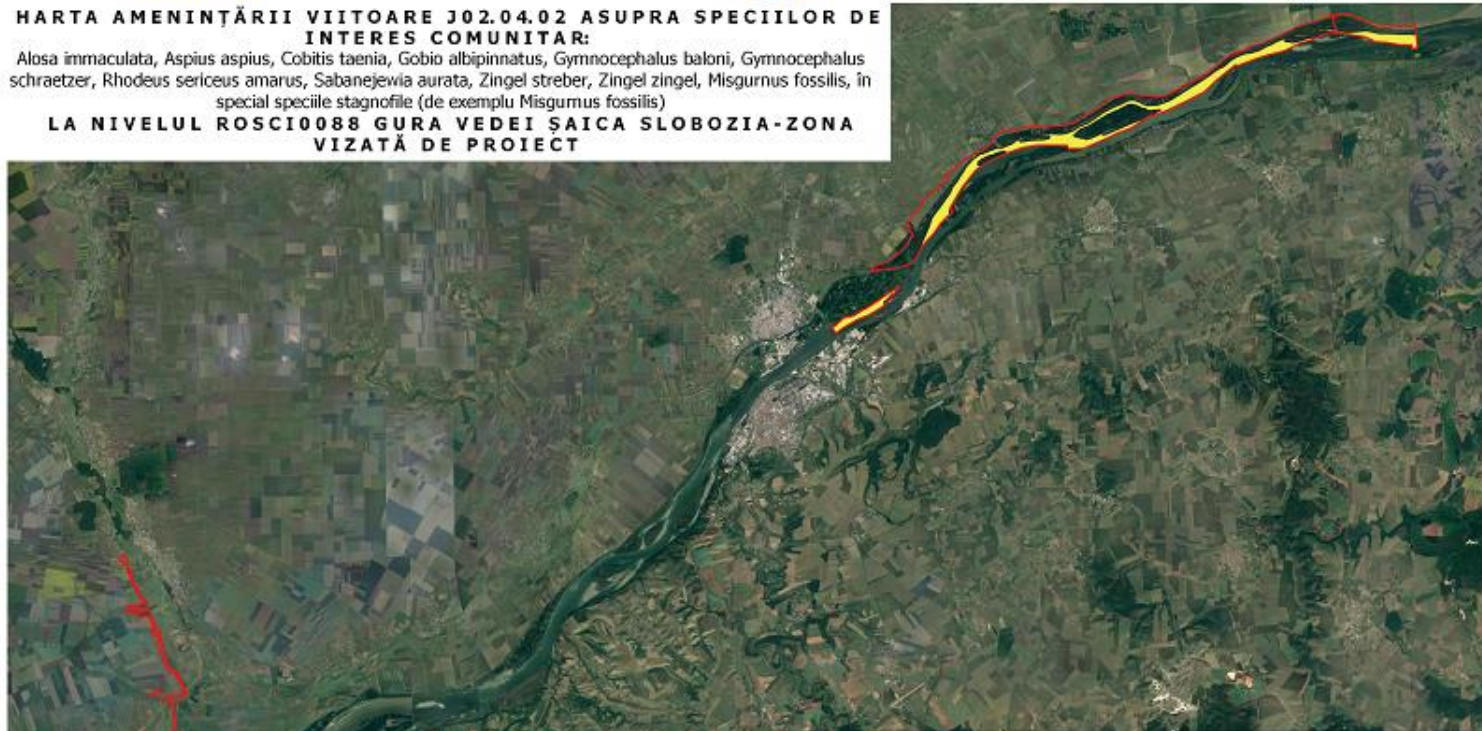 HARTA AMENINȚĂRII VIITOARE J02.04.02 ASUPRA SPECIILOR DE
INTERES COMUNITAR:
Alosa immaculata, Aspius aspius, Cobitis taenia, Gobio albipinnatus, Gymnocephalus baloni, Gymnocephalus
schraetzer, Rhodeus sericeus amarus, Sabanejewia aurata, Zingel streber, Zingel zingel, Misgurnus fossilis, în
special speciile stagnofile (de exemplu Misgurnus fossilis)
LA NIVELUL ROSCI0088 GURA VEDEI ȘAICA SLOBOZIA-ZONA
VIZATĂ DE PROIECT